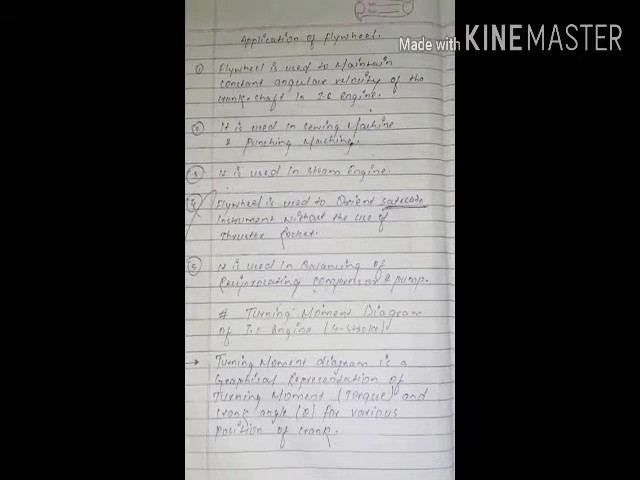 Application of Flywheel.
Made with KINEMASTER
① Flywheel is used to Maintain
constant angular velocity of the
crank-shaft in I.C engine.
② It is used in sewing Machine
& Punching Machine.
③ It is used in Steam Engine.
④ Flywheel is used to Orient satellite
instrument without the use of
thruster rocket.
⑤ It is used in Balancing of
Reciprocating compressor & pump.
# Turning Moment Diagram
of I.C engine (4-stroke)
→ Turning Moment diagram is a
Graphical Representation of
Turning Moment (Torque) and
crank angle (θ) for various
position of crank.